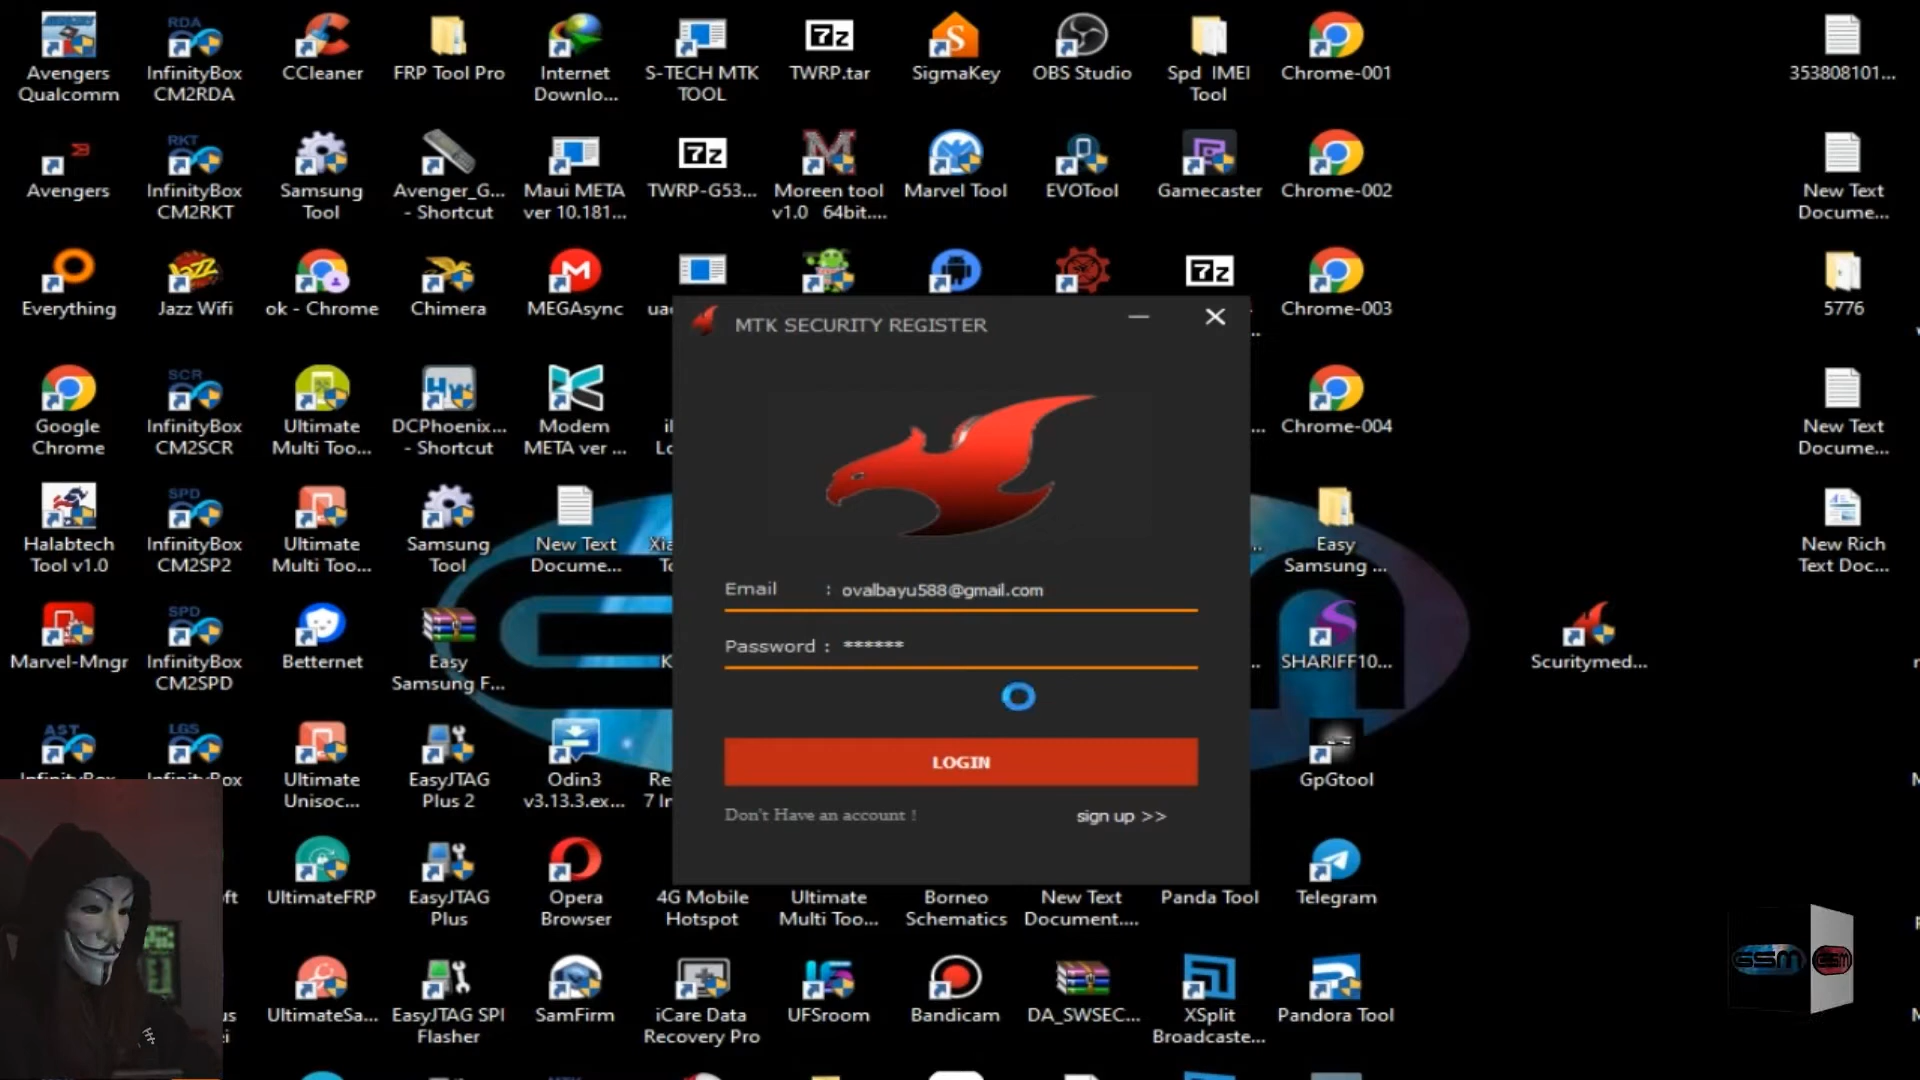 Avengers
Qualcomm
InfinityBox
CM2RDA
CCleaner
FRP Tool Pro
Internet
Downlo...
S-TECH MTK
TOOL
TWRP.tar
SigmaKey
OBS Studio
Spd IMEI
Tool
Chrome-001
353808101...
Avengers
InfinityBox
CM2RKT
Samsung
Tool
Avenger_G...
- Shortcut
Maui META
ver 10.181...
TWRP-G53...
Moreen tool
v1.0 64bit....
Marvel Tool
EVOTool
Gamecaster
Chrome-002
New Text
Docume...
Everything
Jazz Wifi
ok - Chrome
Chimera
MEGAsync
Chrome-003
5776
MTK SECURITY REGISTER
Google
Chrome
InfinityBox
CM2SCR
Ultimate
Multi Too...
DCPhoenix...
- Shortcut
Modem
META ver ...
Chrome-004
New Text
Docume...
Halabtech
Tool v1.0
InfinityBox
CM2SP2
Ultimate
Multi Too...
Samsung
Tool
New Text
Docume...
Easy
Samsung ...
New Rich
Text Doc...
Email : ovalbayu588@gmail.com
Password : ******
LOGIN
Don't Have an account !
sign up >>
Marvel-Mngr
InfinityBox
CM2SPD
Betternet
Easy
Samsung F...
SHARIFF10...
Scuritymed...
InfinityBox
InfinityBox
Ultimate
Unisoc...
EasyJTAG
Plus 2
Odin3
v3.13.3.ex...
GpGtool
UltimateFRP
EasyJTAG
Plus
Opera
Browser
4G Mobile
Hotspot
Ultimate
Multi Too...
Borneo
Schematics
New Text
Document....
Panda Tool
Telegram
UltimateSa...
EasyJTAG SPI
Flasher
SamFirm
iCare Data
Recovery Pro
UFSroom
Bandicam
DA_SWSEC...
XSplit
Broadcaste...
Pandora Tool
GSM
GSM